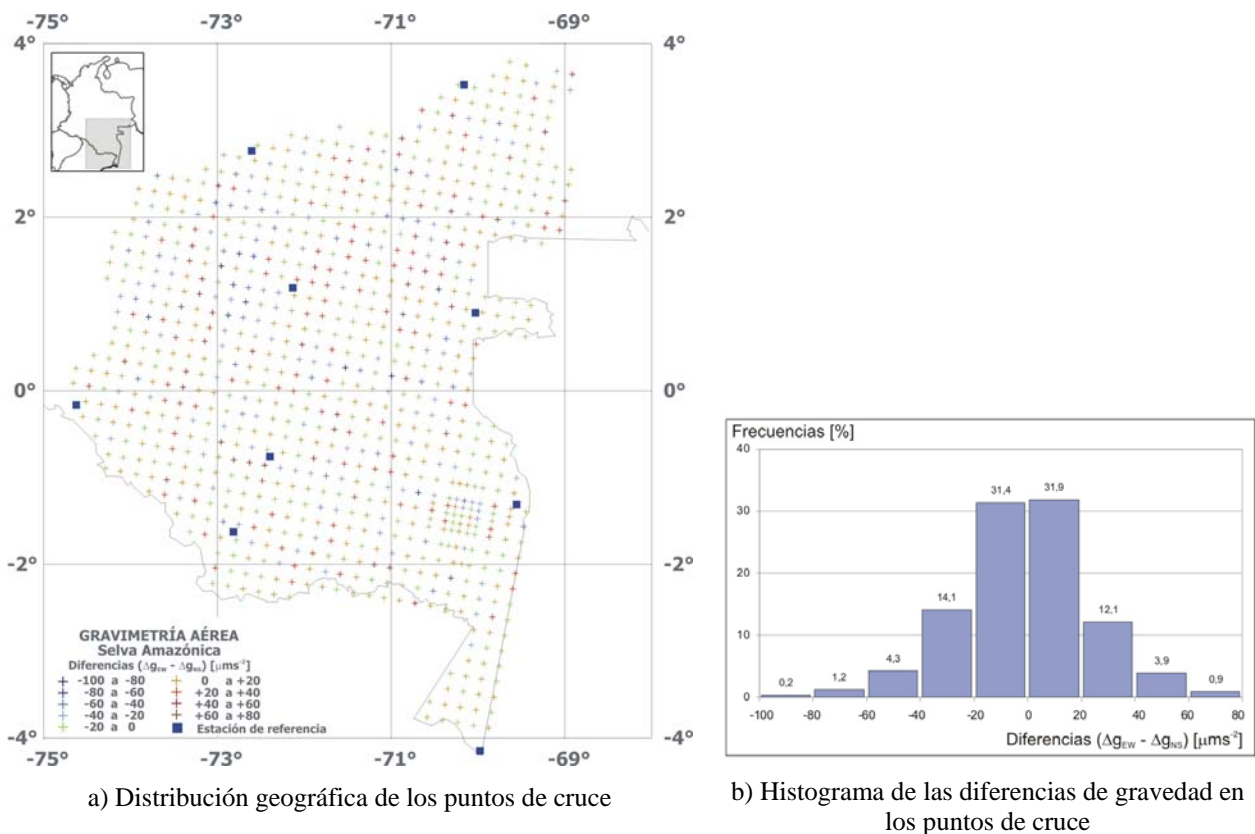 -75° -73° -71° -69°
4° 4°
2° 2°
0° 0°
-2° -2°
-4° -4°
-75° -73° -71° -69°
GRAVIMETRÍA AÉREA
Selva Amazónica
Diferencias (Δg_EW - Δg_NS) [μms⁻²]
-100 a -80 0 a +20
-80 a -60 +20 a +40
-60 a -40 +40 a +60
-40 a -20 +60 a +80
-20 a 0 Estación de referencia
a) Distribución geográfica de los puntos de cruce
Frecuencias [%]
40
30
20
10
0
0,2 1,2 4,3 14,1 31,4 31,9 12,1 3,9 0,9
-100 -80 -60 -40 -20 0 20 40 60 80
Diferencias (Δg_EW - Δg_NS) [μms⁻²]
b) Histograma de las diferencias de gravedad en
los puntos de cruce